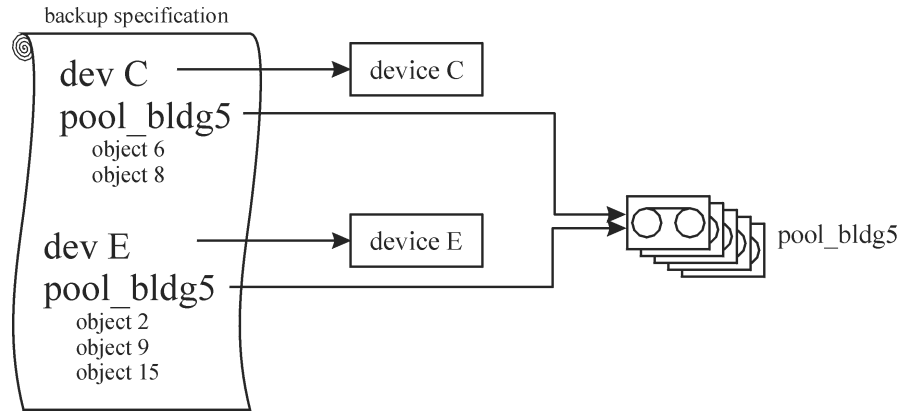 backup specification
dev C
pool_bldg5
object 6
object 8
dev E
pool_bldg5
object 2
object 9
object 15
device C
device E
pool_bldg5